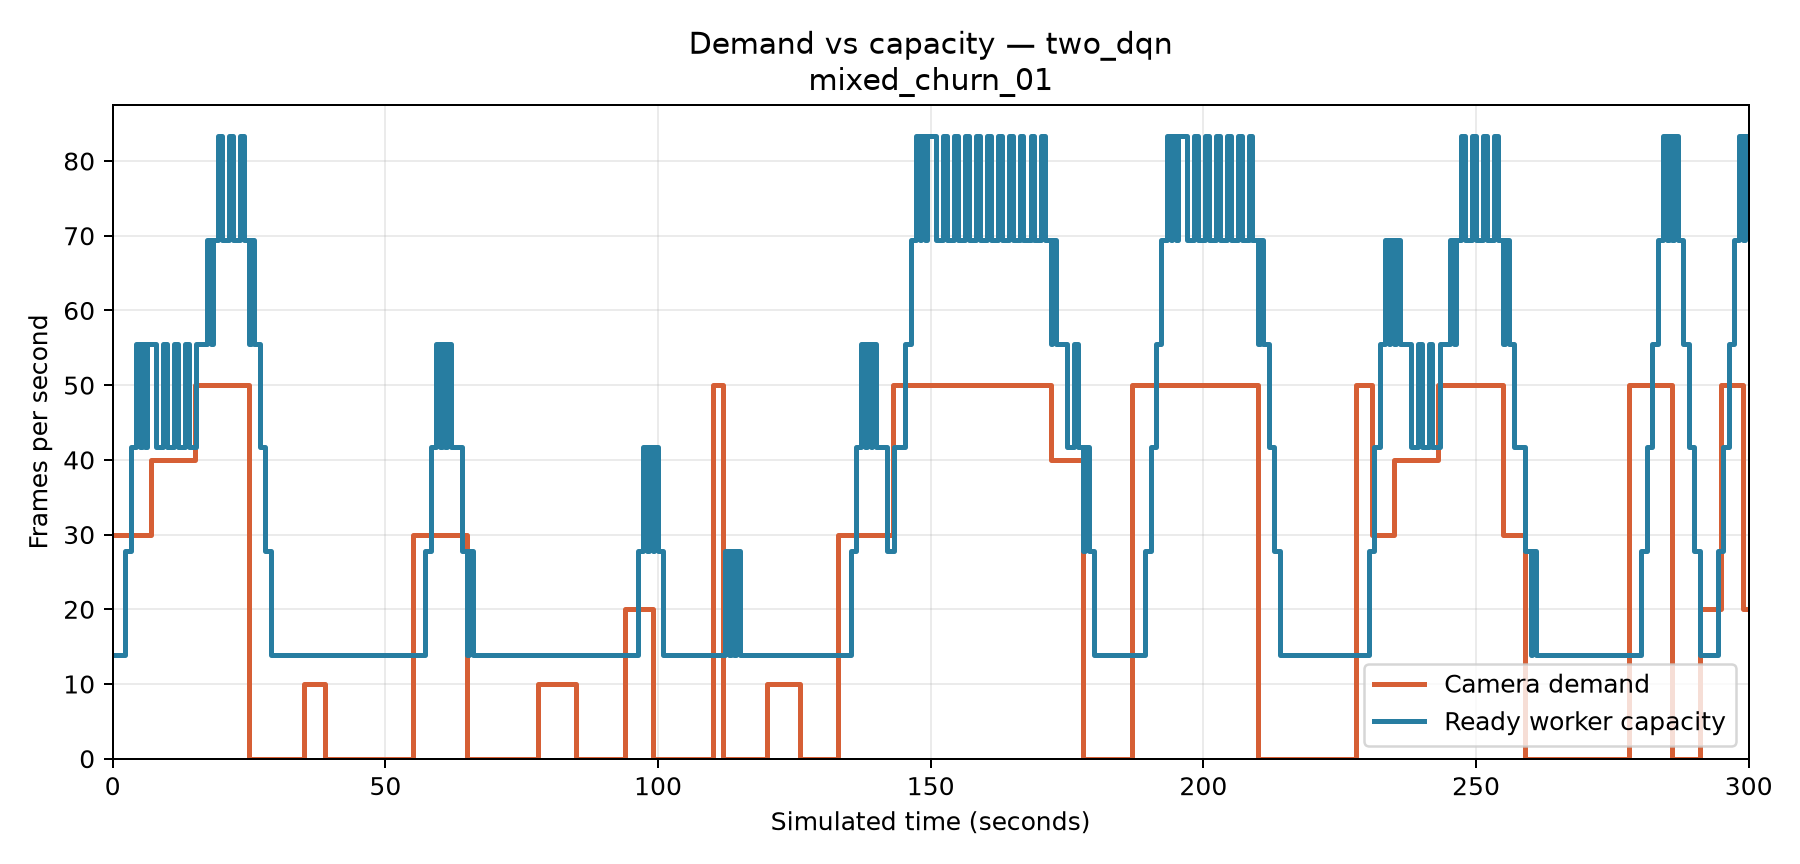 Demand vs capacity — two_dqn
mixed_churn_01
Frames per second
80
70
60
50
40
30
20
10
0
Camera demand
Ready worker capacity
0 50 100 150 200 250 300
Simulated time (seconds)